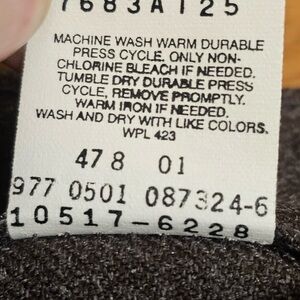 7683A125
MACHINE WASH WARM DURABLE
PRESS CYCLE. ONLY NON-
CHLORINE BLEACH IF NEEDED.
TUMBLE DRY DURABLE PRESS
CYCLE, REMOVE PROMPTLY.
WARM IRON IF NEEDED.
WASH AND DRY WITH LIKE COLORS.
WPL 423
47 8 01
977 0501 087324-6
10517-6228